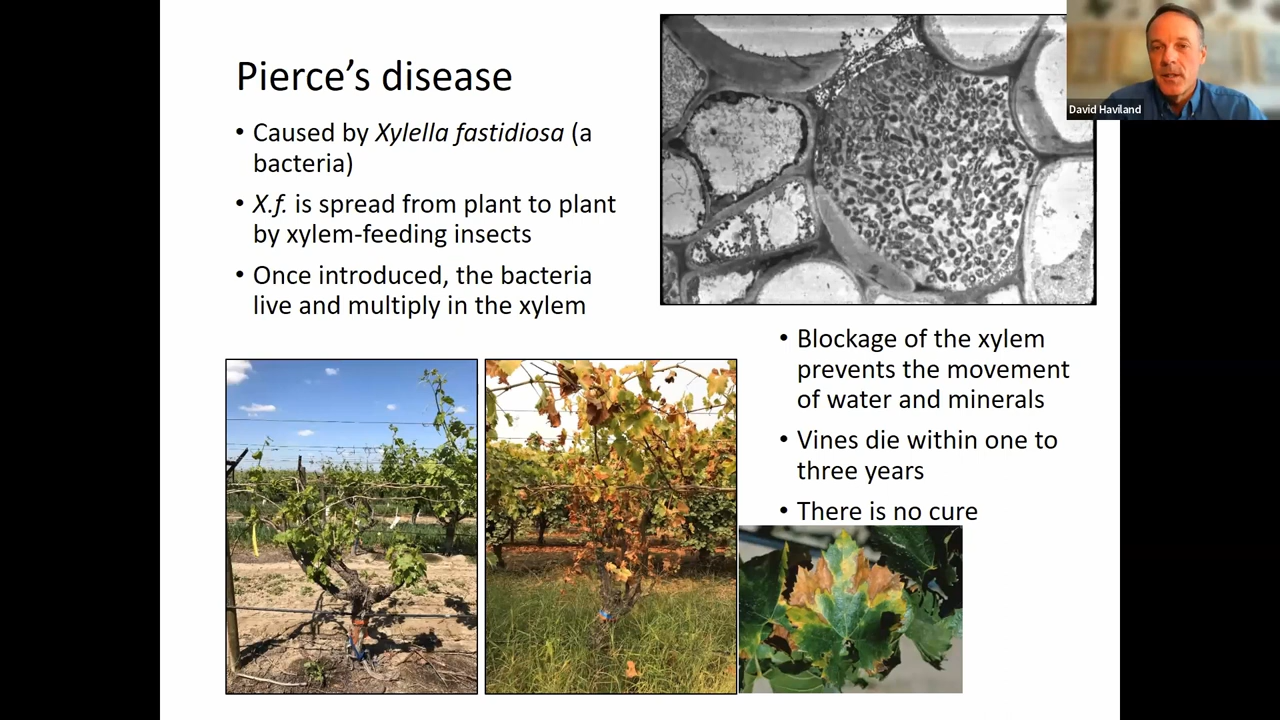 Pierce’s disease
• Caused by Xylella fastidiosa (a
bacteria)
• X.f. is spread from plant to plant
by xylem-feeding insects
• Once introduced, the bacteria
live and multiply in the xylem
• Blockage of the xylem
prevents the movement
of water and minerals
• Vines die within one to
three years
• There is no cure
David Haviland